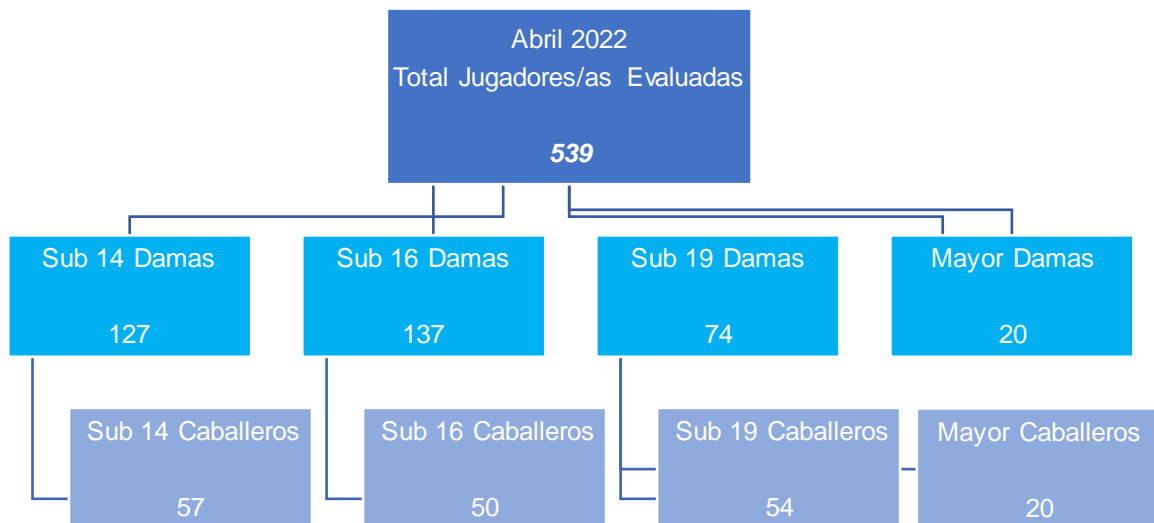 Abril 2022
Total Jugadores/as Evaluadas
539
Sub 14 Damas
127
Sub 16 Damas
137
Sub 19 Damas
74
Mayor Damas
20
Sub 14 Caballeros
57
Sub 16 Caballeros
50
Sub 19 Caballeros
54
Mayor Caballeros
20